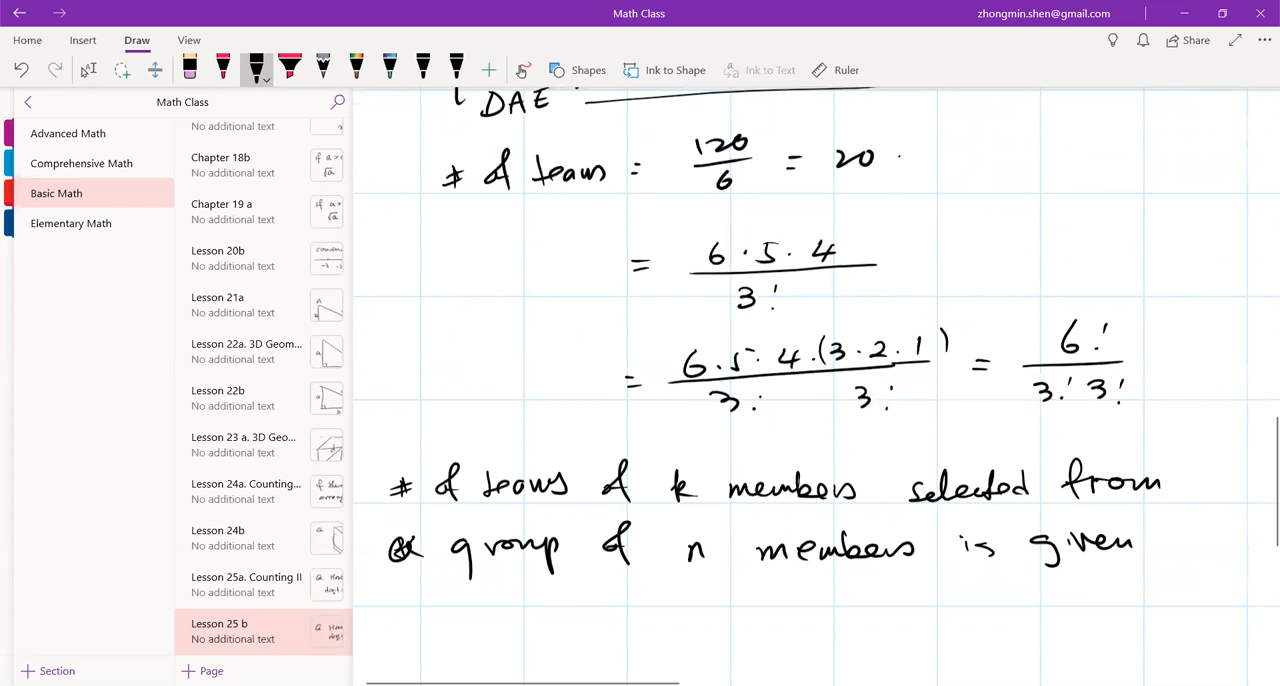 Math Class
zhongmin.shen@gmail.com
Home Insert Draw View
Share
Shapes Ink to Shape Ink to Text Ruler
Math Class
Advanced Math
Comprehensive Math
Basic Math
Elementary Math
Section
No additional text
Chapter 18b
No additional text
Chapter 19 a
No additional text
Lesson 20b
No additional text
Lesson 21a
No additional text
Lesson 22a. 3D Geom...
No additional text
Lesson 22b
No additional text
Lesson 23 a. 3D Geo...
No additional text
Lesson 24a. Counting...
No additional text
Lesson 24b
No additional text
Lesson 25a. Counting II
No additional text
Lesson 25 b
No additional text
Page
DAE
# of teams = 120/6 = 20
= 6 · 5 · 4 / 3!
= 6 · 5 · 4 · (3 · 2 · 1) / 3! 3! = 6! / 3! 3!
# of teams of k members selected from
a group of n members is given